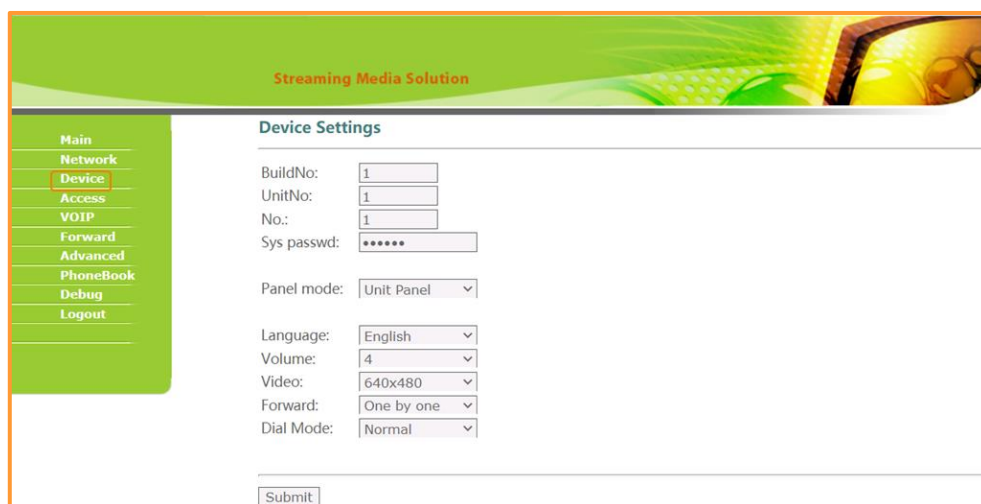 Streaming Media Solution
Main
Network
Device
Access
VOIP
Forward
Advanced
PhoneBook
Debug
Logout
Device Settings
BuildNo: 1
UnitNo: 1
No.: 1
Sys passwd: ••••••
Panel mode: Unit Panel
Language: English
Volume: 4
Video: 640x480
Forward: One by one
Dial Mode: Normal
Submit